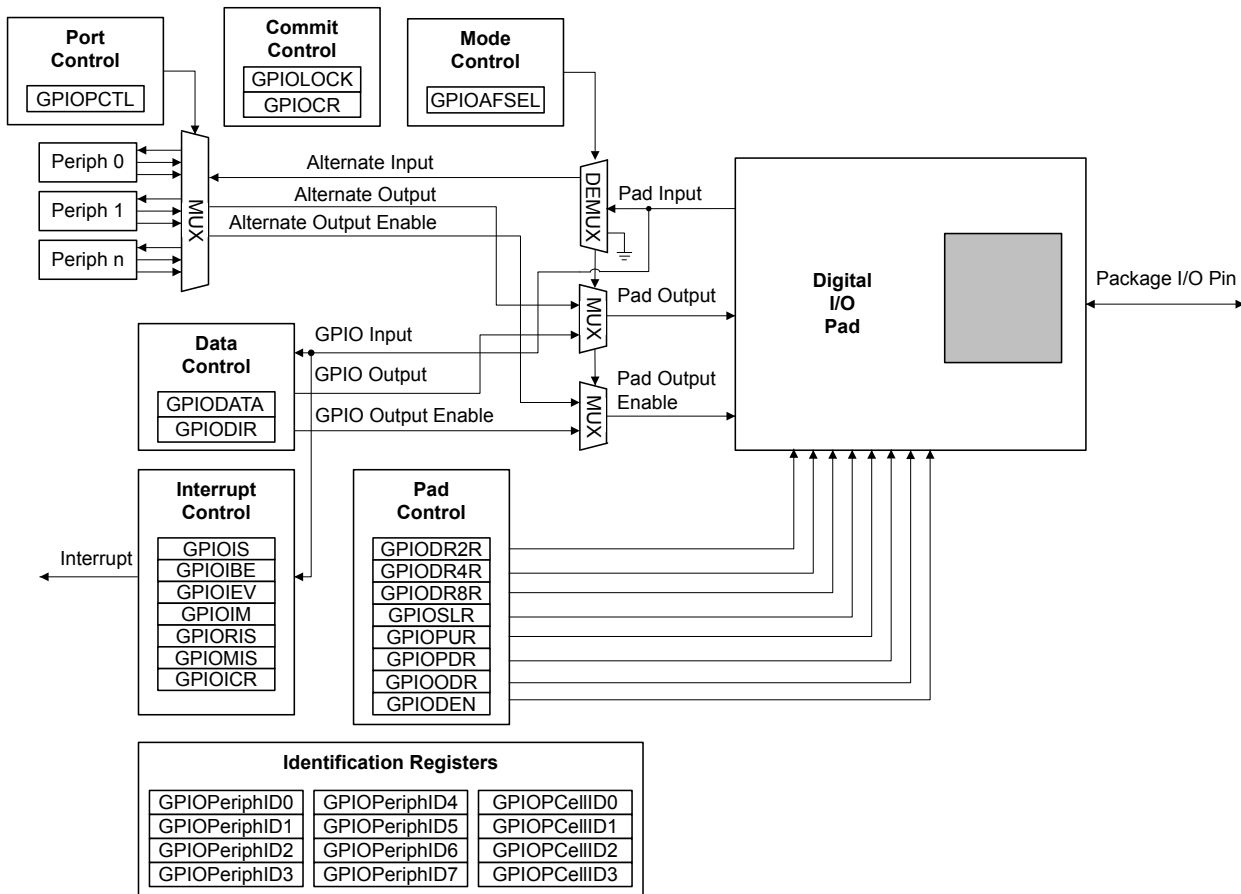 Port
Control
GPIOPCTL
Commit
Control
GPIOLOCK
GPIOCR
Mode
Control
GPIOAFSEL
Periph 0
Periph 1
Periph n
MUX
Alternate Input
Alternate Output
Alternate Output Enable
DEMUX
Pad Input
MUX
Pad Output
MUX
Pad Output
Enable
Digital
I/O
Pad
Package I/O Pin
Data
Control
GPIODATA
GPIODIR
GPIO Input
GPIO Output
GPIO Output Enable
Interrupt
Interrupt
Control
GPIOIS
GPIOIBE
GPIOIEV
GPIOIM
GPIORIS
GPIOMIS
GPIOICR
Pad
Control
GPIODR2R
GPIODR4R
GPIODR8R
GPIOSLR
GPIOPUR
GPIOPDR
GPIOODR
GPIODEN
Identification Registers
GPIOPeriphID0
GPIOPeriphID1
GPIOPeriphID2
GPIOPeriphID3
GPIOPeriphID4
GPIOPeriphID5
GPIOPeriphID6
GPIOPeriphID7
GPIOPCellID0
GPIOPCellID1
GPIOPCellID2
GPIOPCellID3